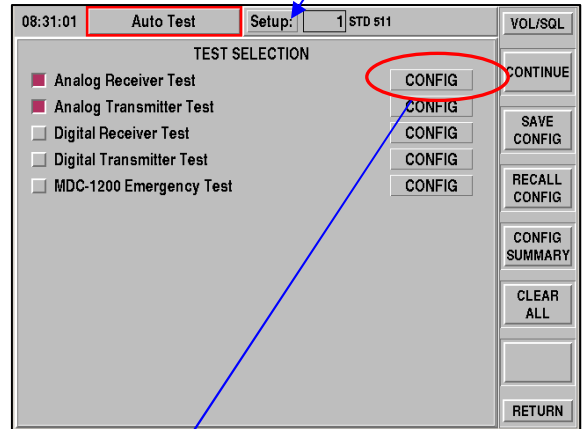 08:31:01 Auto Test Setup: 1 STD 511
TEST SELECTION
Analog Receiver Test CONFIG
Analog Transmitter Test CONFIG
Digital Receiver Test CONFIG
Digital Transmitter Test CONFIG
MDC-1200 Emergency Test CONFIG
VOL/SQL
CONTINUE
SAVE
CONFIG
RECALL
CONFIG
CONFIG
SUMMARY
CLEAR
ALL
RETURN